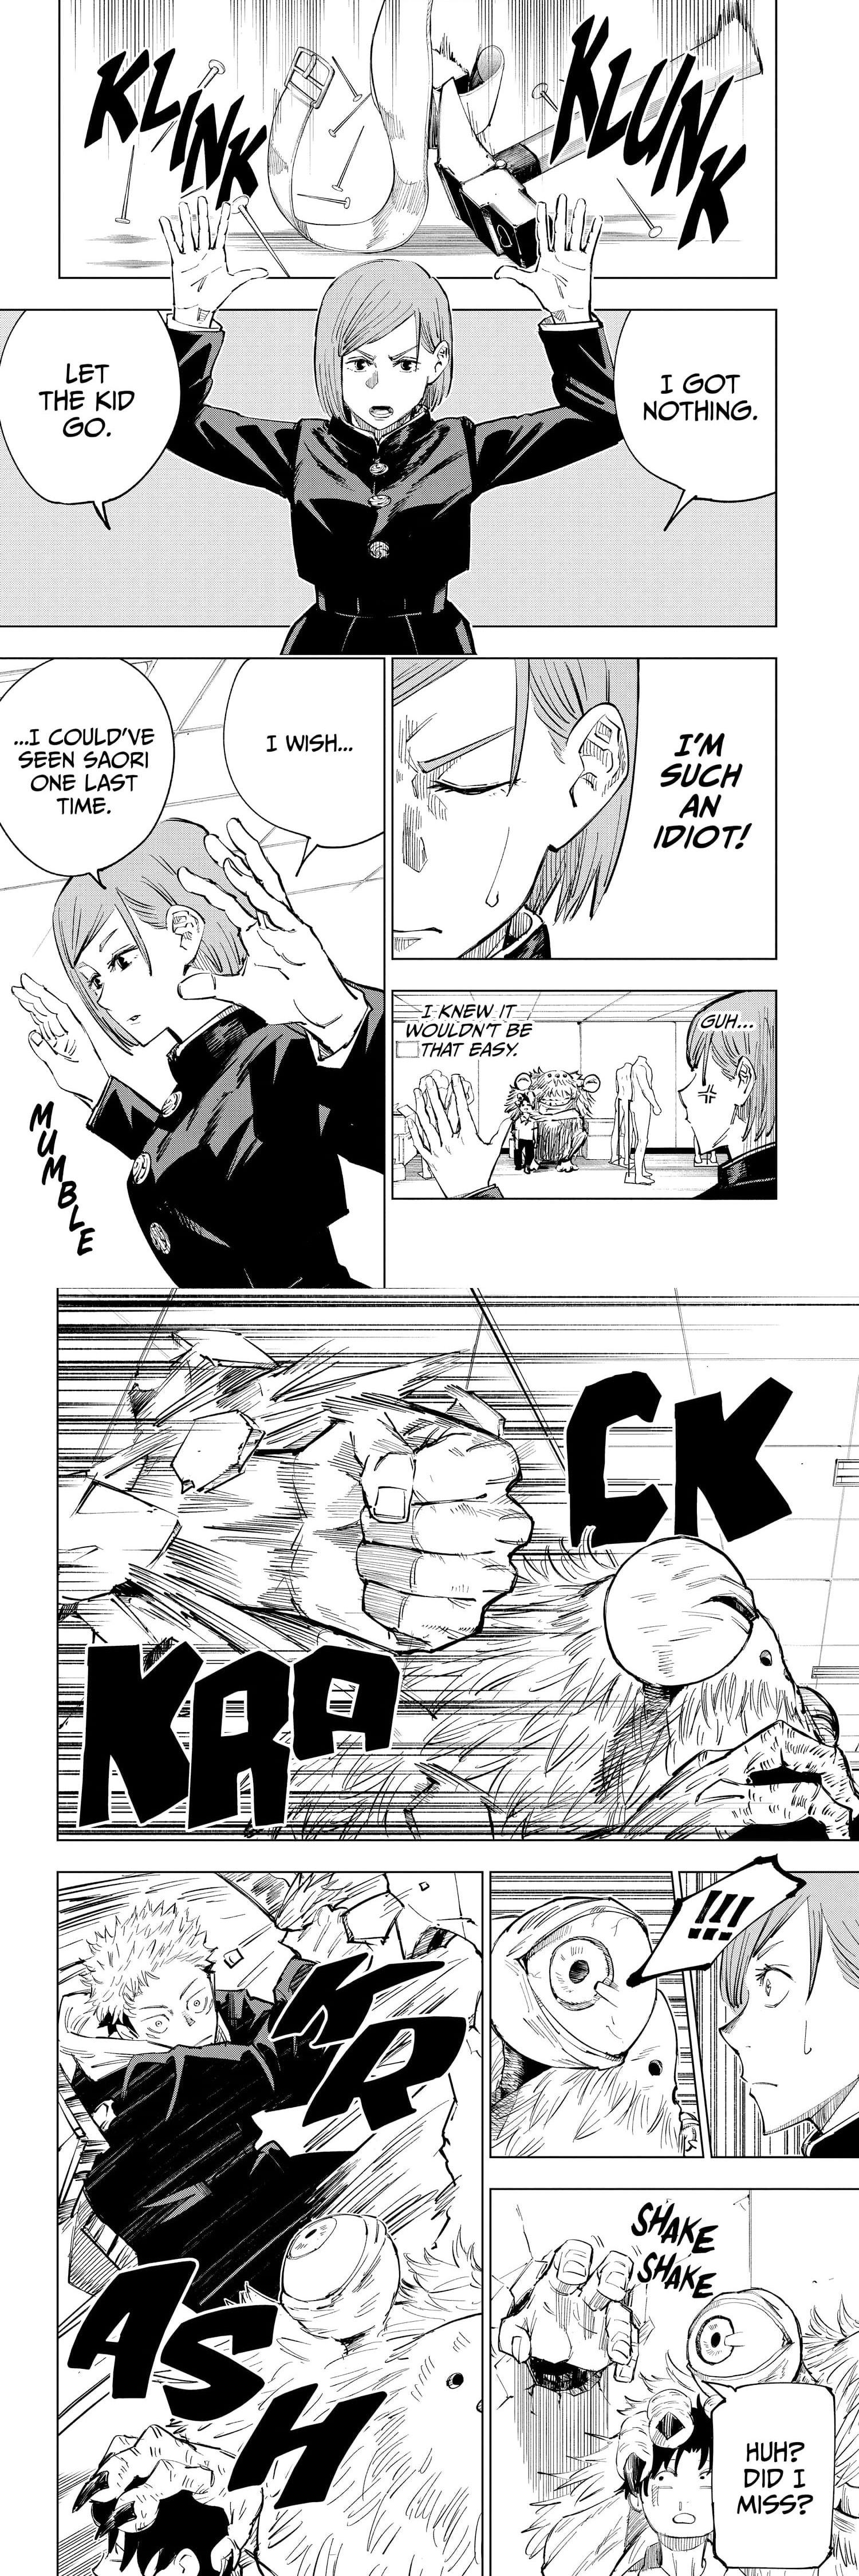 KLUNK
KLINK
I GOT
NOTHING.
LET
THE KID
GO.
I'M
SUCH
AN
IDIOT!
GUH...
I KNEW IT
WOULDN'T BE
THAT EASY.
I WISH...
...I COULD'VE
SEEN SAORI
ONE LAST
TIME.
MUMBLE
KRA
CK
!!!
SHAKE
SHAKE
HUH?
DID I
MISS?
KR
ASH